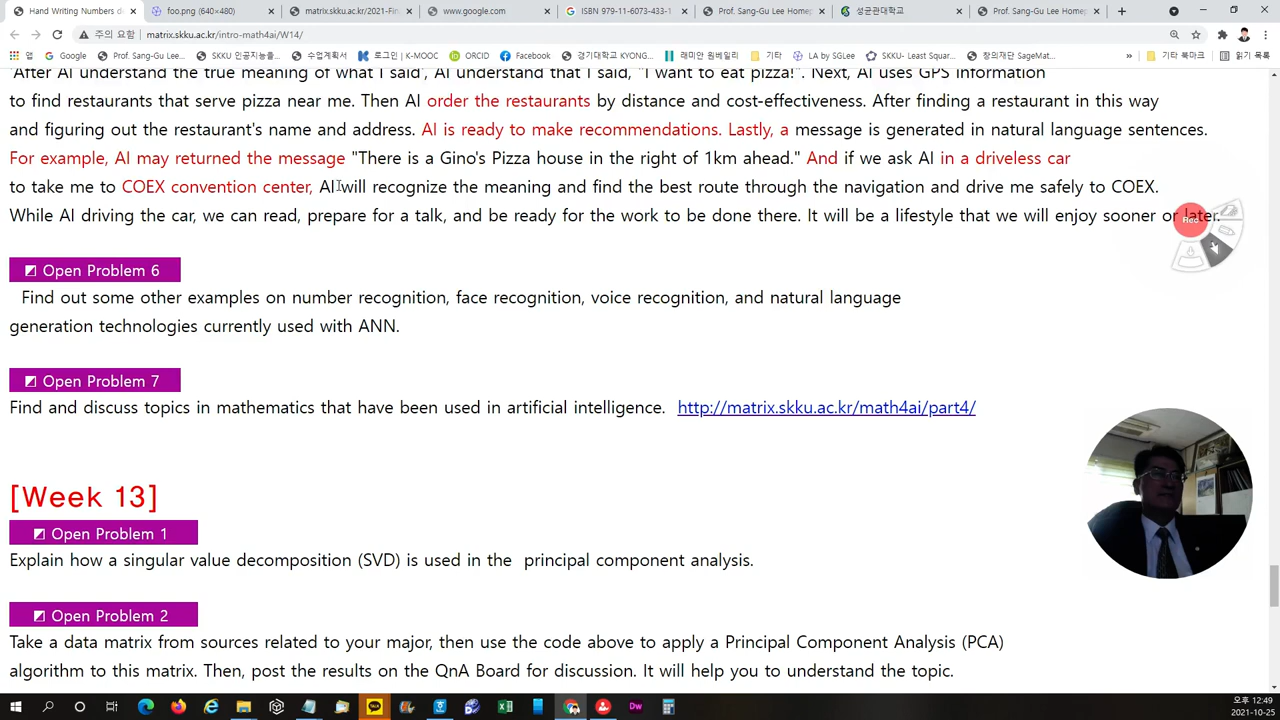 Hand Writing Numbers d
foo.png (640×480)
matrix.skku.ac.kr/2021-Fin
www.google.com
ISBN 979-11-6073-433-1
Prof. Sang-Gu Lee Homep
성균관대학교
Prof. Sang-Gu Lee Homep
주의 요함 | matrix.skku.ac.kr/intro-math4ai/W14/
앱 Google Prof. Sang-Gu Lee... SKKU 인공지능을... 수업계획서 로그인 | K-MOOC ORCID Facebook 경기대학교 KYONG... 래미안 원베일리 기타 LA by SGLee SKKU- Least Squar... 창의재단 SageMat... » 기타 북마크 읽기 목록
"After AI understand the true meaning of what I said", AI understand that I said, "I want to eat pizza!". Next, AI uses GPS information
to find restaurants that serve pizza near me. Then AI order the restaurants by distance and cost-effectiveness. After finding a restaurant in this way
and figuring out the restaurant's name and address. AI is ready to make recommendations. Lastly, a message is generated in natural language sentences.
For example, AI may returned the message "There is a Gino's Pizza house in the right of 1km ahead." And if we ask AI in a driveless car
to take me to COEX convention center, AI will recognize the meaning and find the best route through the navigation and drive me safely to COEX.
While AI driving the car, we can read, prepare for a talk, and be ready for the work to be done there. It will be a lifestyle that we will enjoy sooner or later.
Rec
Open Problem 6
Find out some other examples on number recognition, face recognition, voice recognition, and natural language
generation technologies currently used with ANN.
Open Problem 7
Find and discuss topics in mathematics that have been used in artificial intelligence. http://matrix.skku.ac.kr/math4ai/part4/
[Week 13]
Open Problem 1
Explain how a singular value decomposition (SVD) is used in the principal component analysis.
Open Problem 2
Take a data matrix from sources related to your major, then use the code above to apply a Principal Component Analysis (PCA)
algorithm to this matrix. Then, post the results on the QnA Board for discussion. It will help you to understand the topic.
TALK
Dw
오후 12:49
2021-10-25